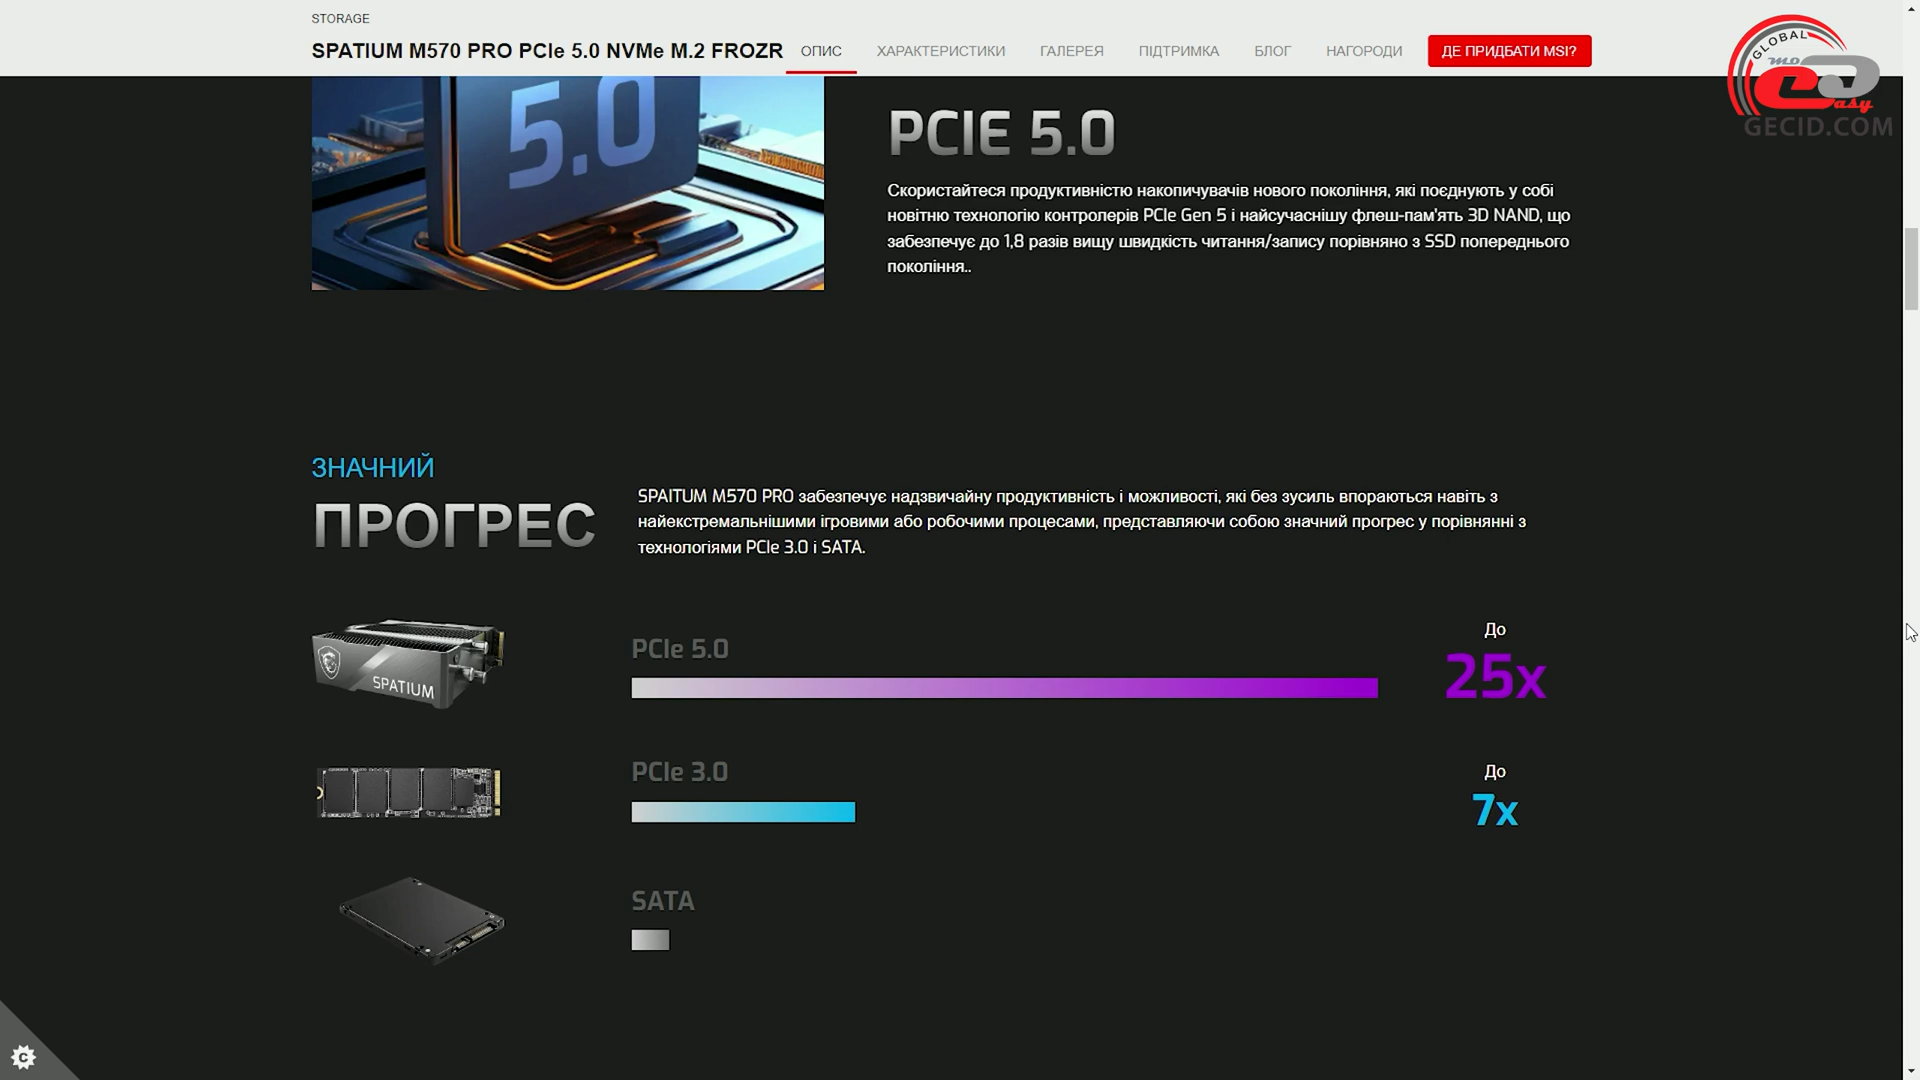 STORAGE
SPATIUM M570 PRO PCIe 5.0 NVMe M.2 FROZR
ОПИС
ХАРАКТЕРИСТИКИ
ГАЛЕРЕЯ
ПІДТРИМКА
БЛОГ
НАГОРОДИ
ДЕ ПРИДБАТИ MSI?
GLOBAL
mo
easy
GECID.COM
5.0
PCIE 5.0
Скористайтеся продуктивністю накопичувачів нового покоління, які поєднують у собі
новітню технологію контролерів PCIe Gen 5 і найсучаснішу флеш-пам'ять 3D NAND, що
забезпечує до 1,8 разів вищу швидкість читання/запису порівняно з SSD попереднього
покоління..
ЗНАЧНИЙ
ПРОГРЕС
SPAITUM M570 PRO забезпечує надзвичайну продуктивність і можливості, які без зусиль впораються навіть з
найекстремальнішими ігровими або робочими процесами, представляючи собою значний прогрес у порівнянні з
технологіями PCIe 3.0 і SATA.
SPATIUM
PCIe 5.0
До
25x
PCIe 3.0
До
7x
SATA
C